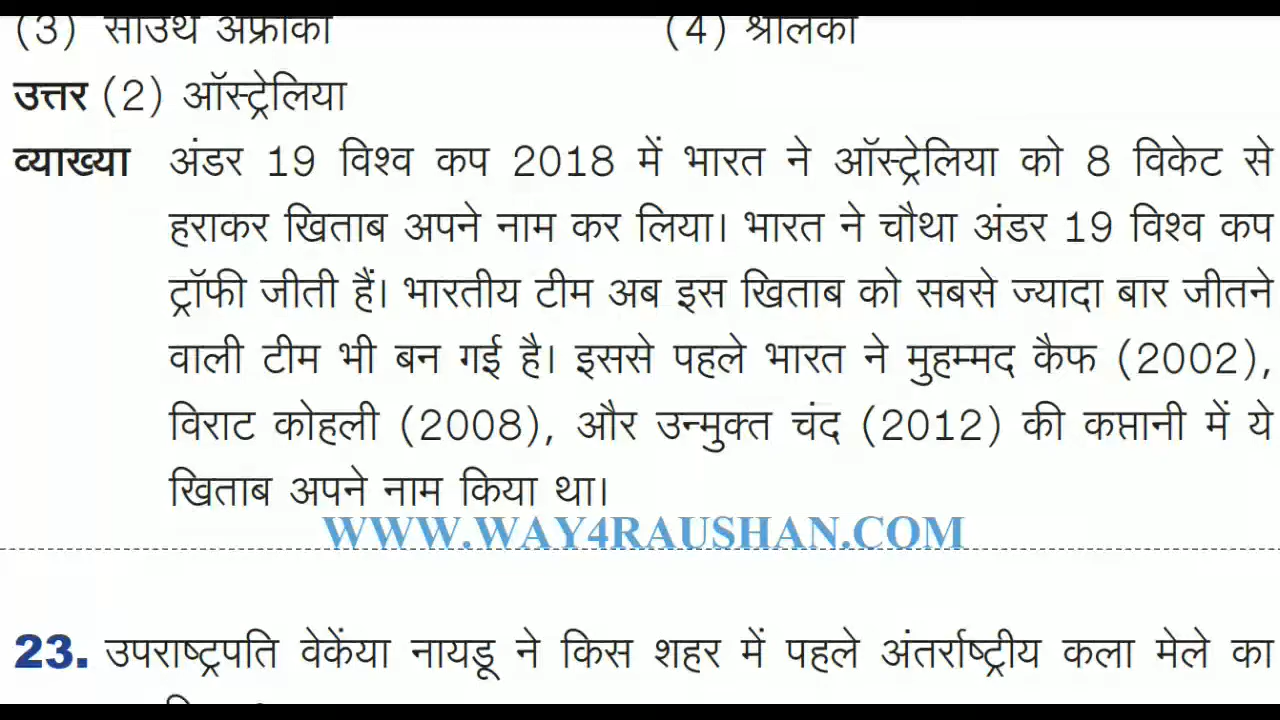 (3) साउथ अफ्रीका (4) श्रीलंका
उत्तर (2) ऑस्ट्रेलिया
व्याख्या अंडर 19 विश्व कप 2018 में भारत ने ऑस्ट्रेलिया को 8 विकेट से
हराकर खिताब अपने नाम कर लिया। भारत ने चौथा अंडर 19 विश्व कप
ट्रॉफी जीती हैं। भारतीय टीम अब इस खिताब को सबसे ज्यादा बार जीतने
वाली टीम भी बन गई है। इससे पहले भारत ने मुहम्मद कैफ (2002),
विराट कोहली (2008), और उन्मुक्त चंद (2012) की कप्तानी में ये
खिताब अपने नाम किया था।
WWW.WAY4RAUSHAN.COM
23. उपराष्ट्रपति वेकेंया नायडू ने किस शहर में पहले अंतर्राष्ट्रीय कला मेले का